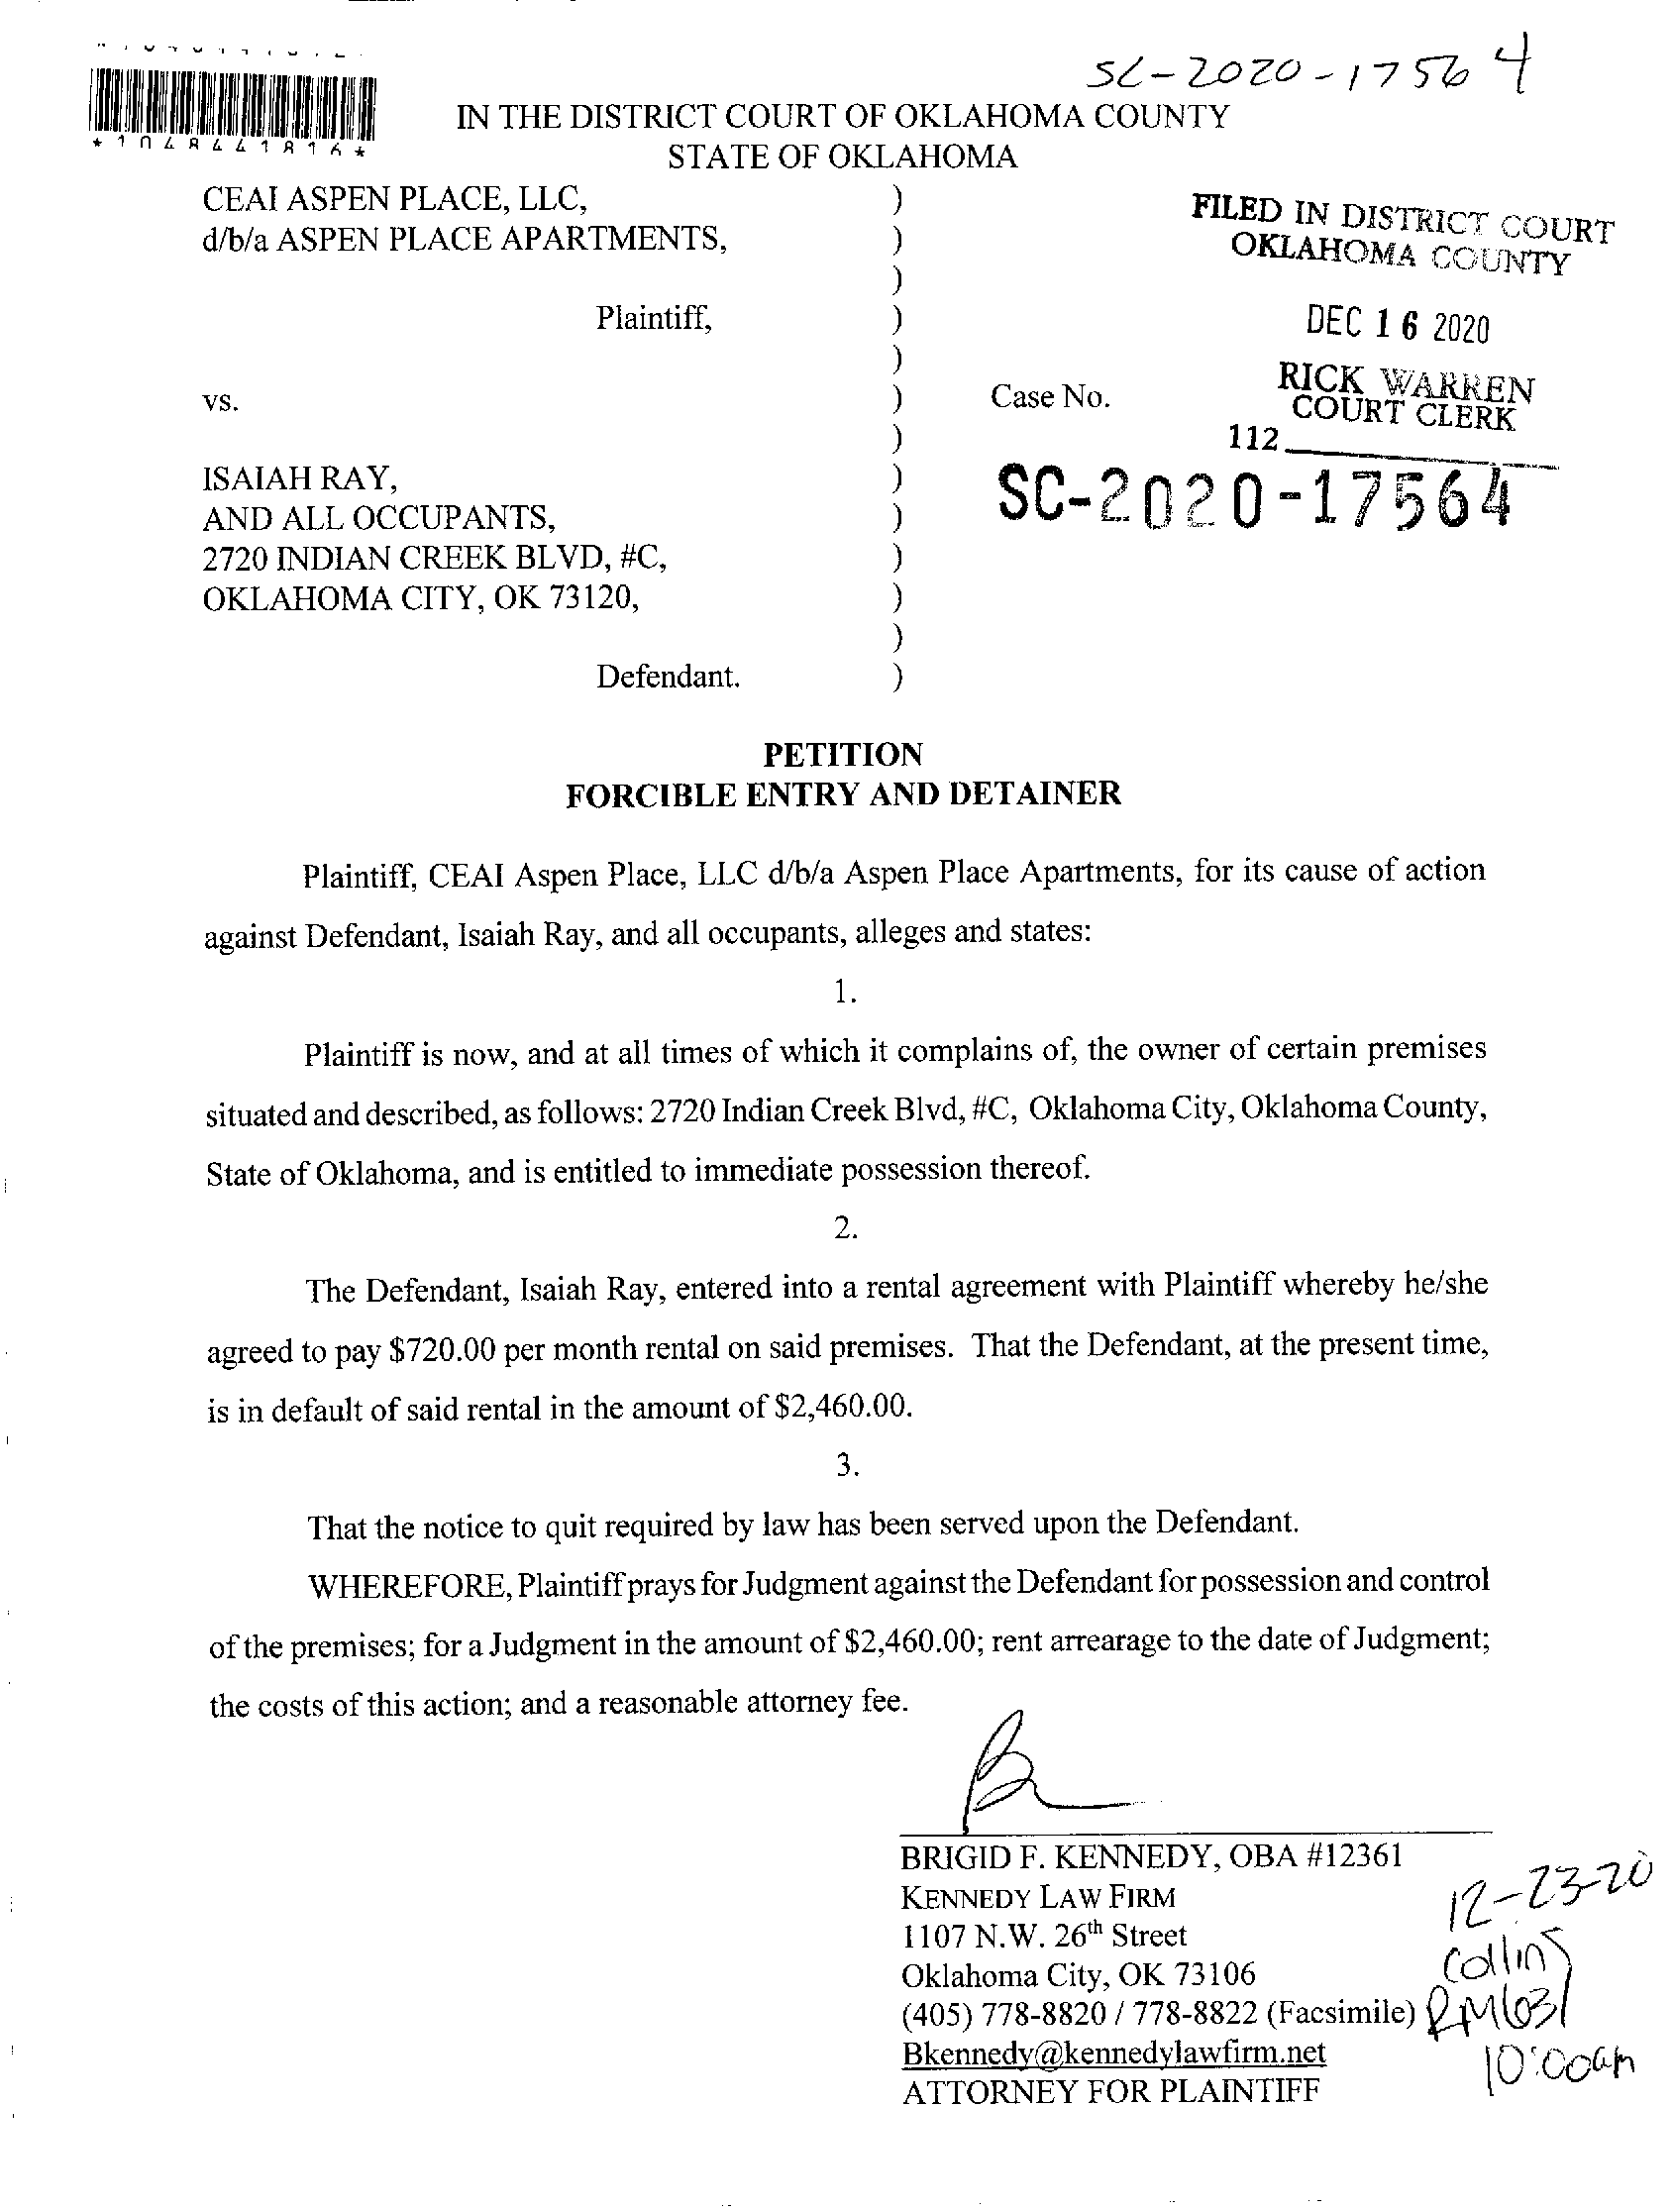 SC-2020-17564
*1048441816*
IN THE DISTRICT COURT OF OKLAHOMA COUNTY
STATE OF OKLAHOMA
CEAI ASPEN PLACE, LLC, )
d/b/a ASPEN PLACE APARTMENTS, )
)
Plaintiff, )
)
vs. )
)
ISAIAH RAY, )
AND ALL OCCUPANTS, )
2720 INDIAN CREEK BLVD, #C, )
OKLAHOMA CITY, OK 73120, )
)
Defendant. )
FILED IN DISTRICT COURT
OKLAHOMA COUNTY
DEC 16 2020
RICK WARREN
COURT CLERK
112
Case No.
SC-2020-17564
PETITION
FORCIBLE ENTRY AND DETAINER
Plaintiff, CEAI Aspen Place, LLC d/b/a Aspen Place Apartments, for its cause of action
against Defendant, Isaiah Ray, and all occupants, alleges and states:
1.
Plaintiff is now, and at all times of which it complains of, the owner of certain premises
situated and described, as follows: 2720 Indian Creek Blvd, #C, Oklahoma City, Oklahoma County,
State of Oklahoma, and is entitled to immediate possession thereof.
2.
The Defendant, Isaiah Ray, entered into a rental agreement with Plaintiff whereby he/she
agreed to pay $720.00 per month rental on said premises. That the Defendant, at the present time,
is in default of said rental in the amount of $2,460.00.
3.
That the notice to quit required by law has been served upon the Defendant.
WHEREFORE, Plaintiff prays for Judgment against the Defendant for possession and control
of the premises; for a Judgment in the amount of $2,460.00; rent arrearage to the date of Judgment;
the costs of this action; and a reasonable attorney fee.
BRIGID F. KENNEDY, OBA #12361
KENNEDY LAW FIRM
1107 N.W. 26th Street
Oklahoma City, OK 73106
(405) 778-8820 / 778-8822 (Facsimile)
Bkennedy@kennedylawfirm.net
ATTORNEY FOR PLAINTIFF
12-23-20
Collins
RM 631
10:00am